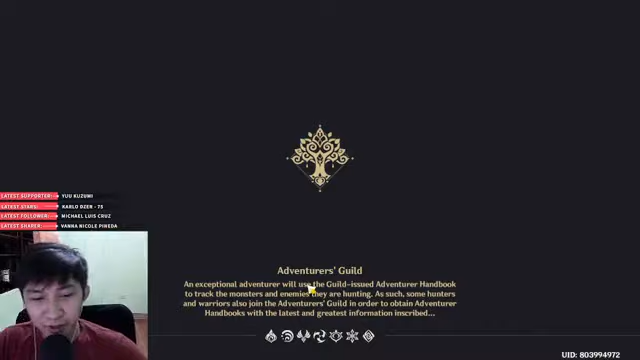 LATEST SUPPORTER: YUU KUZUMI
LATEST STARS: KARLO DZEN - 75
LATEST FOLLOWER: MICHAEL LUIS CRUZ
LATEST SHARER: VANNA NICOLE PINEDA
Adventurers' Guild
An exceptional adventurer will use the Guild-issued Adventurer Handbook
to track the monsters and enemies they are hunting. As such, some hunters
and warriors also join the Adventurers' Guild in order to obtain Adventurer
Handbooks with the latest and greatest information inscribed...
UID: 803994972